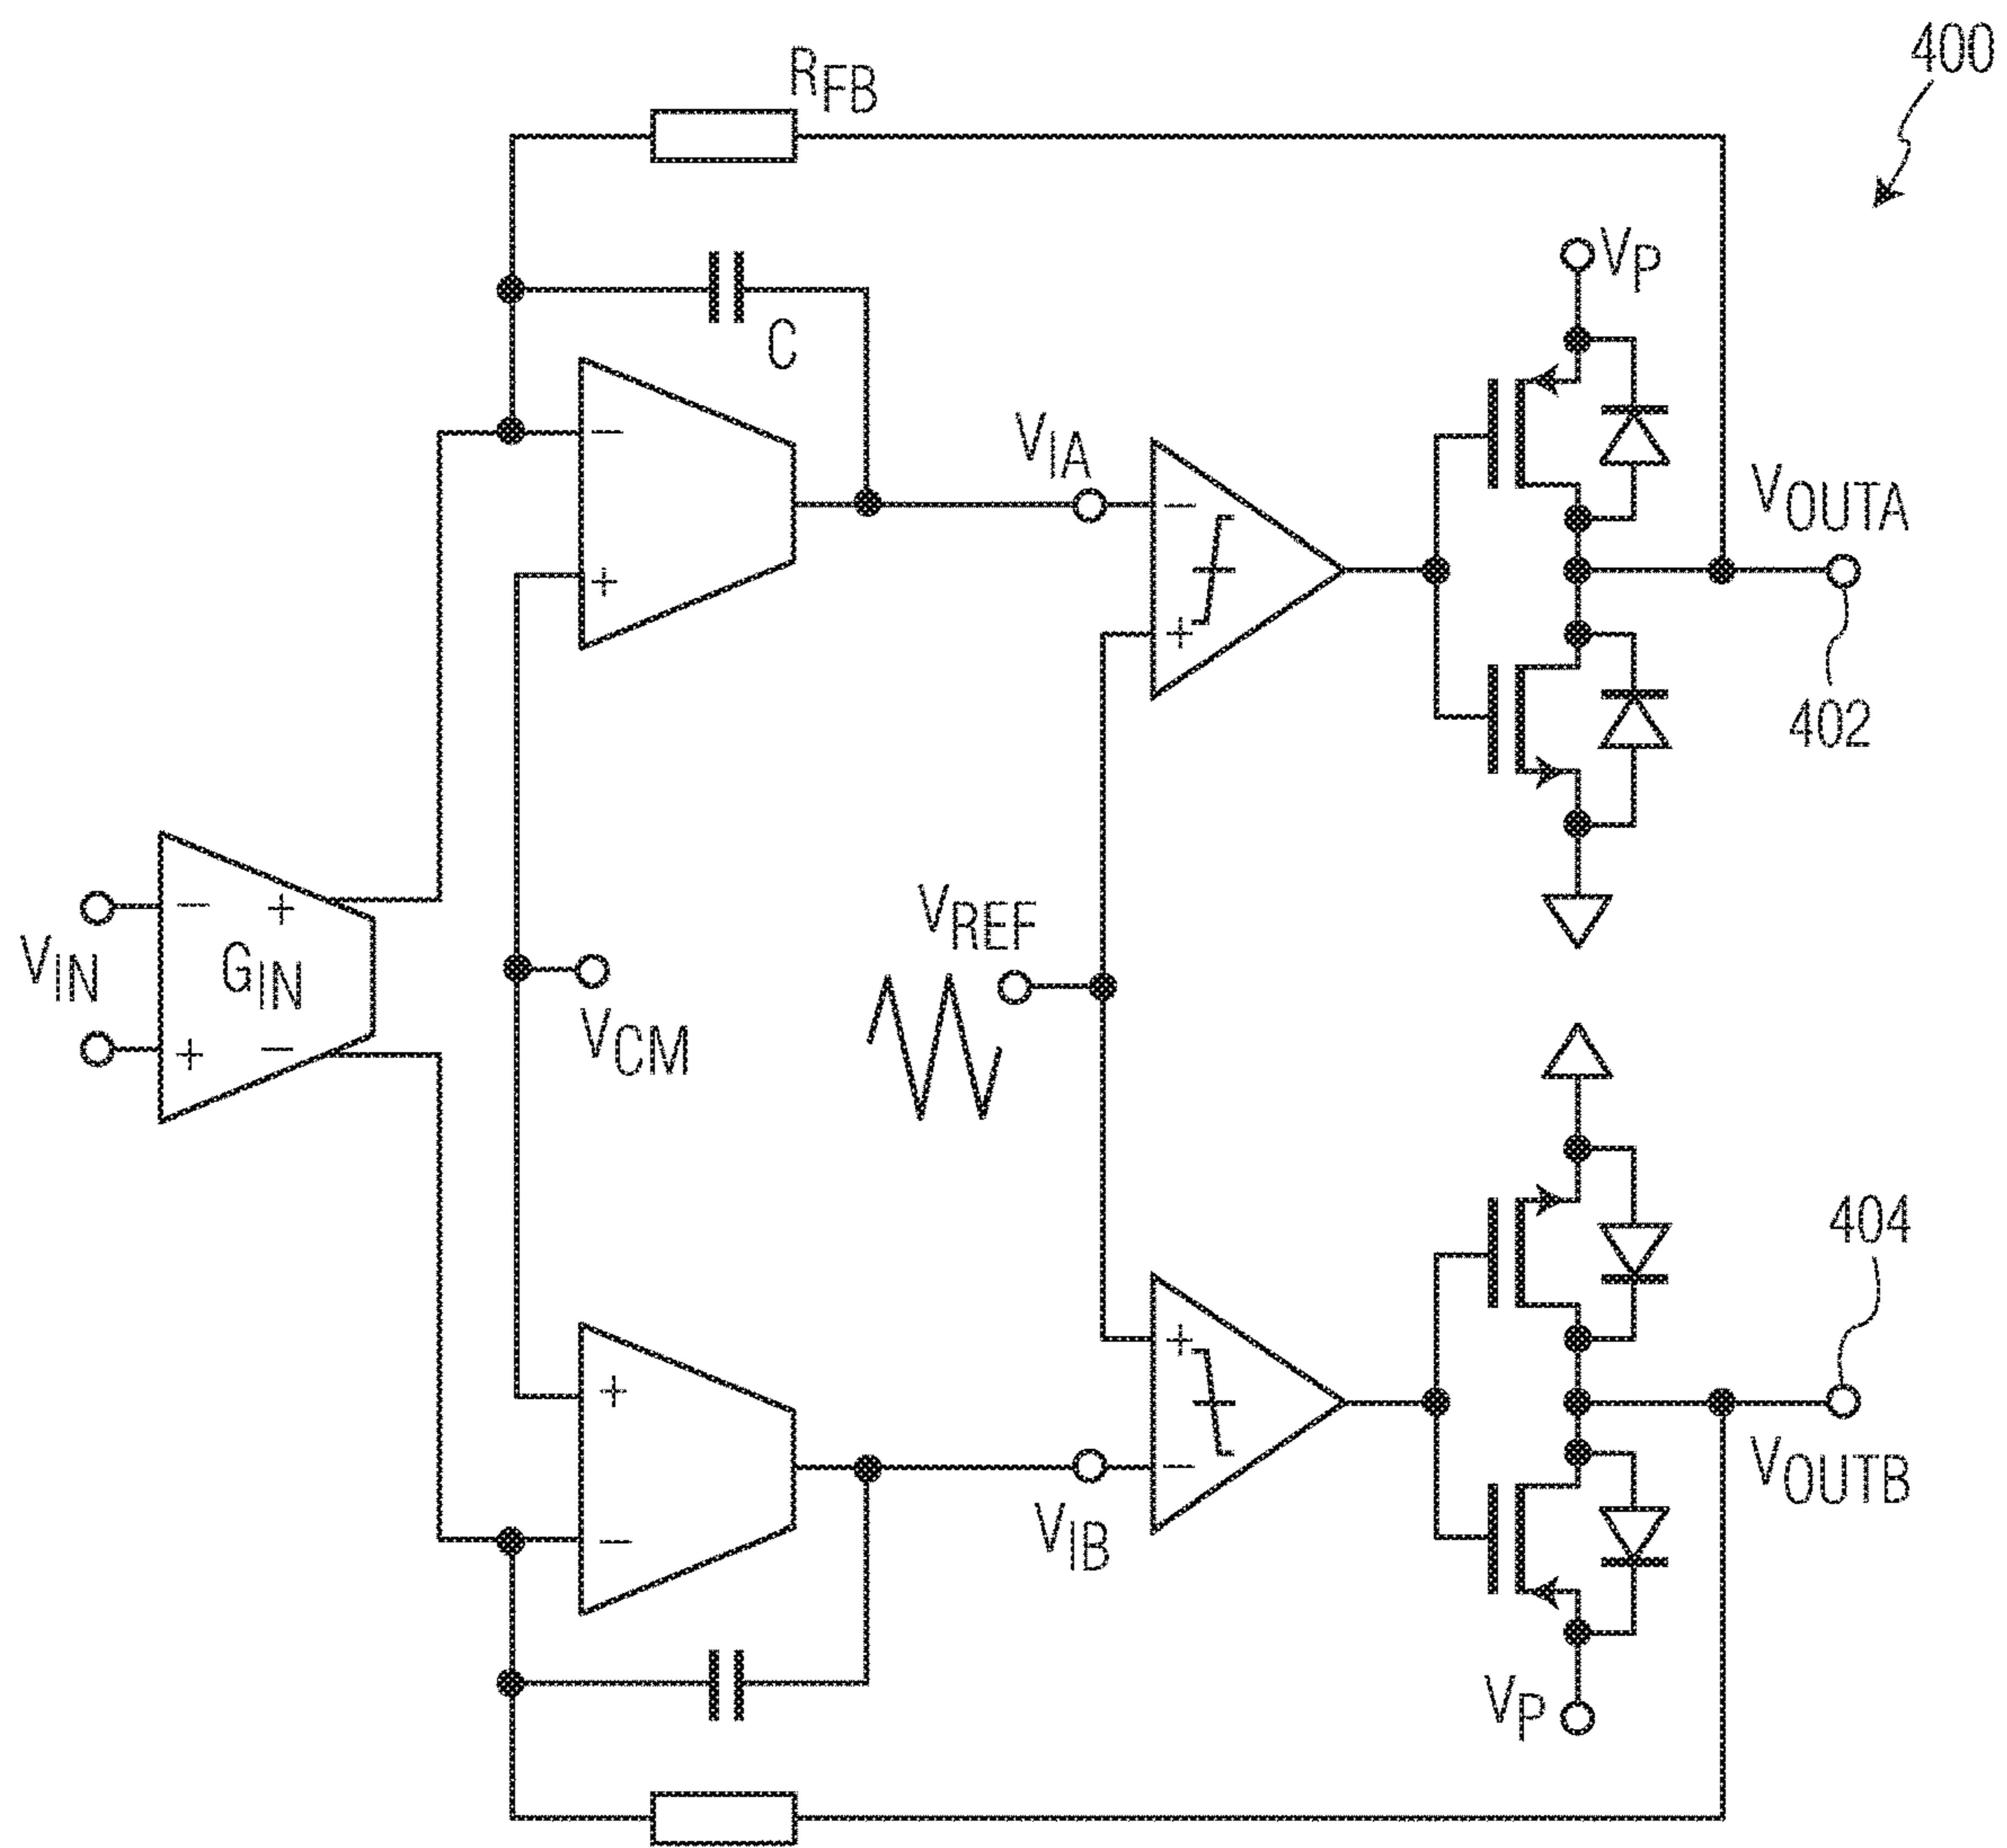 400
RFB
VP
C
VIA
VOUTA
−
−
+
+
402
−
+
VIN
GIN
VREF
+
−
VCM
404
+
+
VOUTB
−
−
VIB
VP